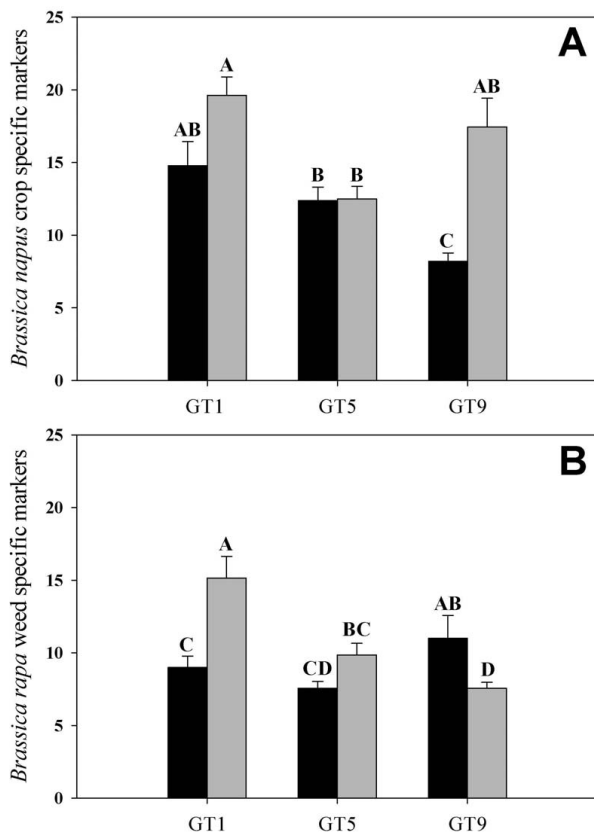 A
25
20
15
10
5
0
Brassica napus crop specific markers
AB
A
B
B
C
AB
GT1
GT5
GT9
B
25
20
15
10
5
0
Brassica rapa weed specific markers
C
A
CD
BC
AB
D
GT1
GT5
GT9